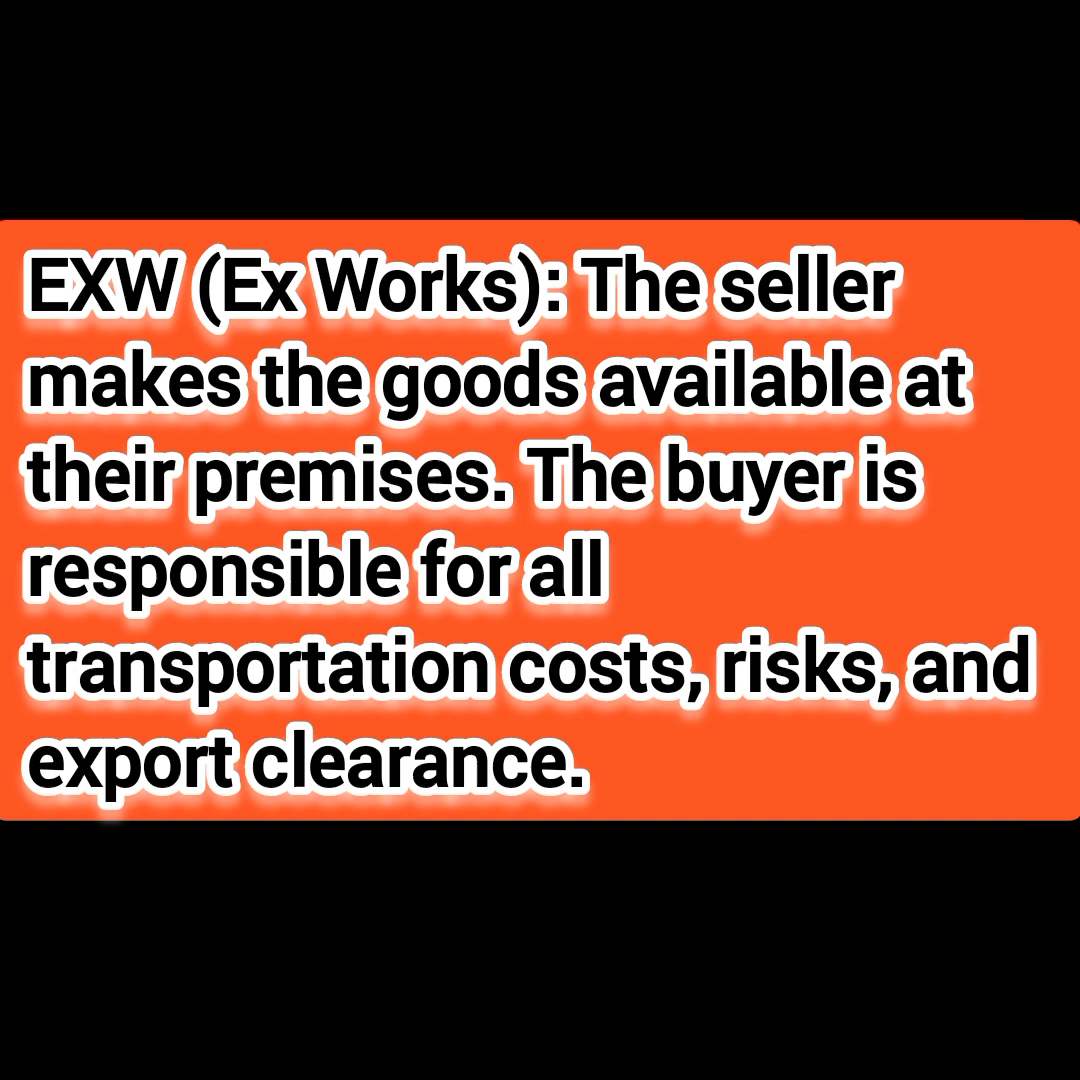 EXW (Ex Works): The seller
makes the goods available at
their premises. The buyer is
responsible for all
transportation costs, risks, and
export clearance.